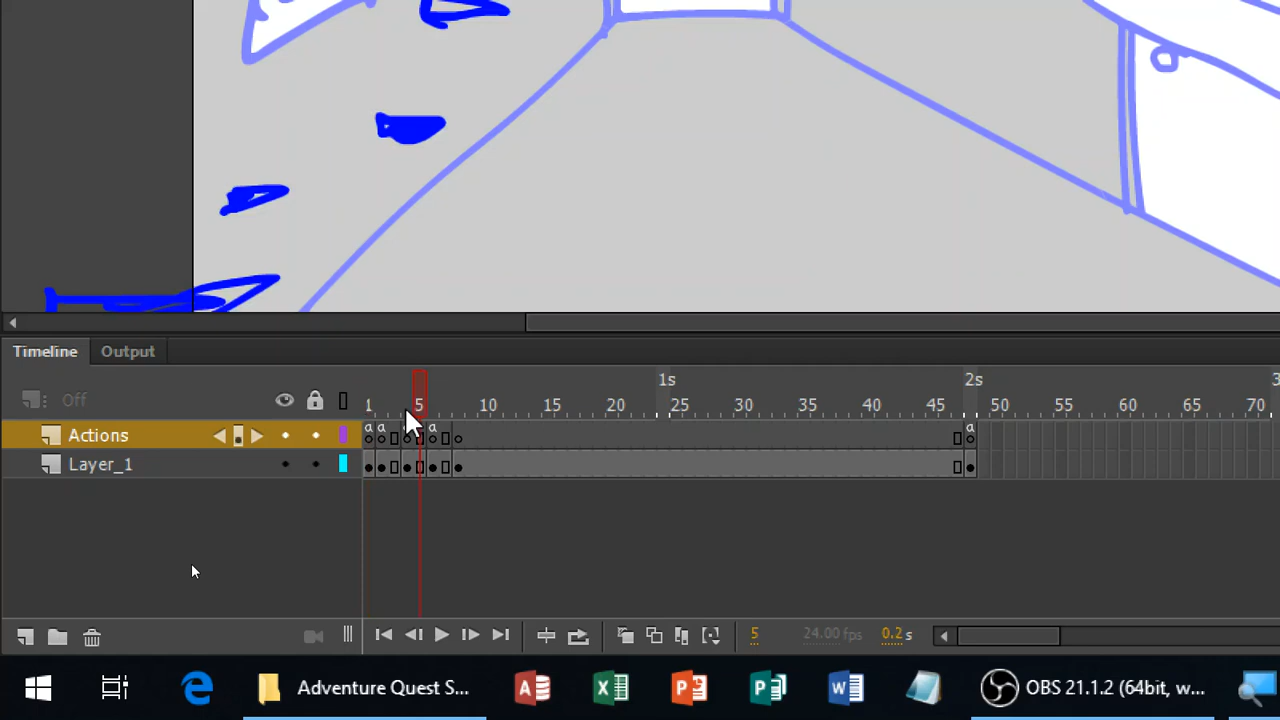 Timeline Output
1s 2s 3
Off 1 5 10 15 20 25 30 35 40 45 50 55 60 65 70
a a a a a
Actions
Layer_1
5 24.00 fps 0.2 s
Adventure Quest S... OBS 21.1.2 (64bit, w...